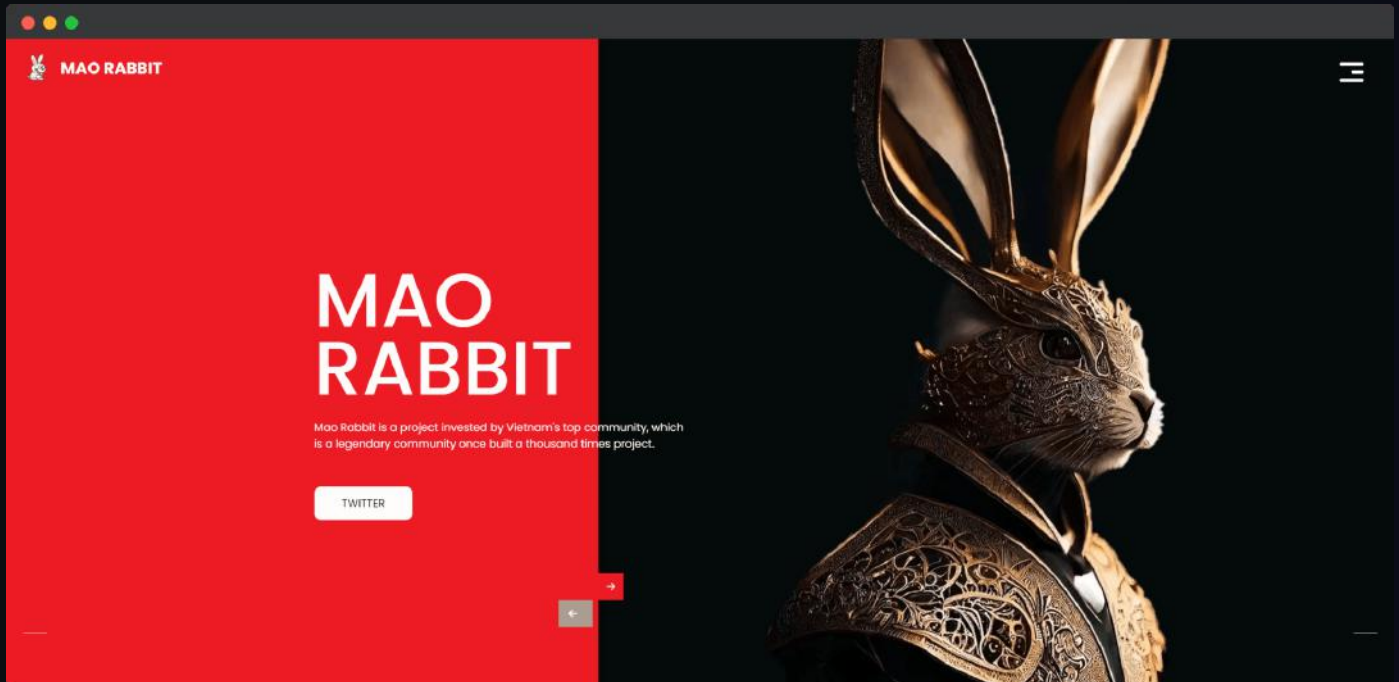 MAO RABBIT
MAO
RABBIT
Mao Rabbit is a project invested by Vietnam's top community, which
is a legendary community once built a thousand times project.
TWITTER